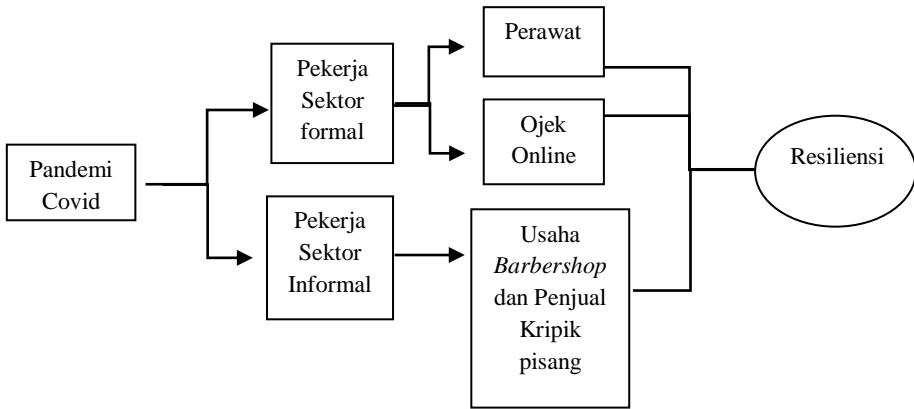 Pandemi
Covid
Pekerja
Sektor
formal
Pekerja
Sektor
Informal
Perawat
Ojek
Online
Usaha
Barbershop
dan Penjual
Kripik
pisang
Resiliensi